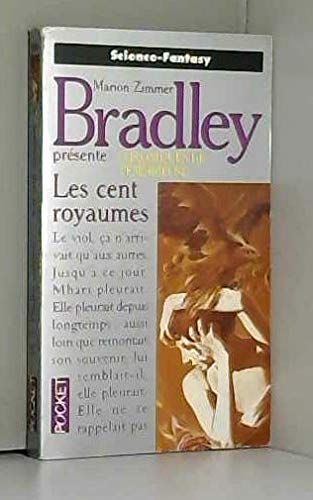 Science-Fantasy
Marion Zimmer
Bradley
présente
Les cent
royaumes
Le viol, ça n'arri-
vait qu'aux autres.
Jusqu'à ce jour
Mhari pleurait.
Elle pleurait depuis
longtemps aussi
loin que remontait
son souvenir lui
semblait-il,
elle pleurait.
Elle ne se
rappelait pas
POCKET